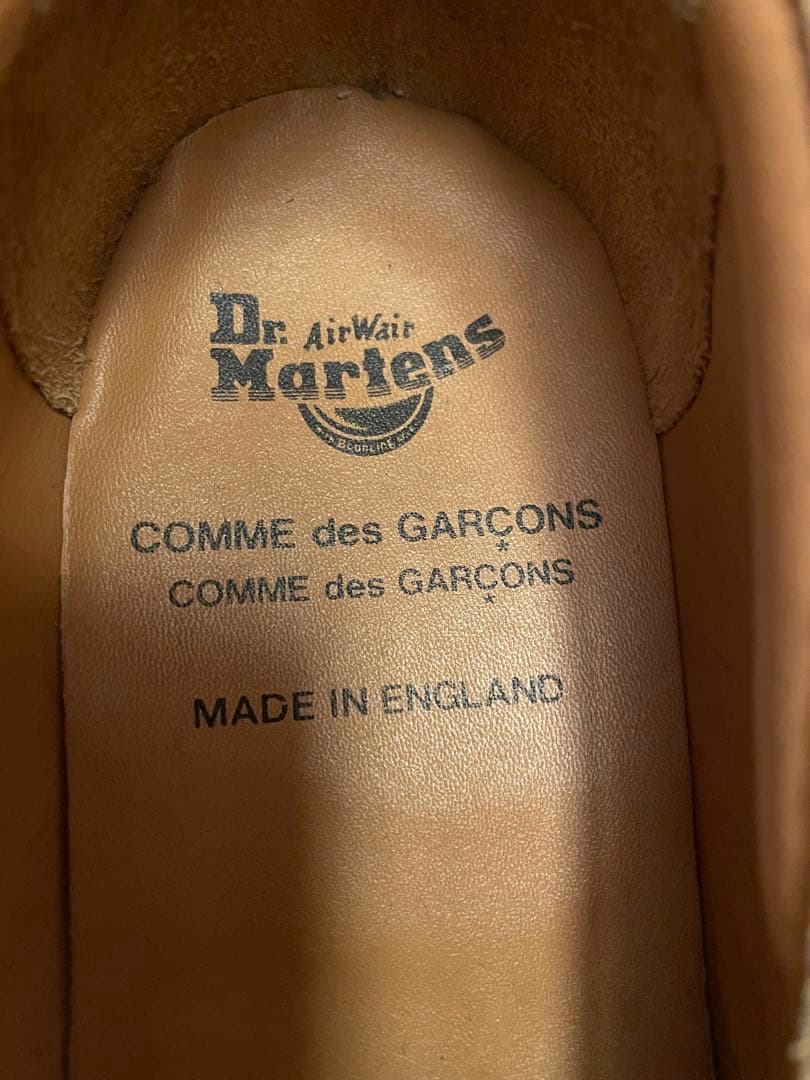 Dr. AirWair
Martens
COMME des GARÇONS
COMME des GARÇONS
MADE IN ENGLAND